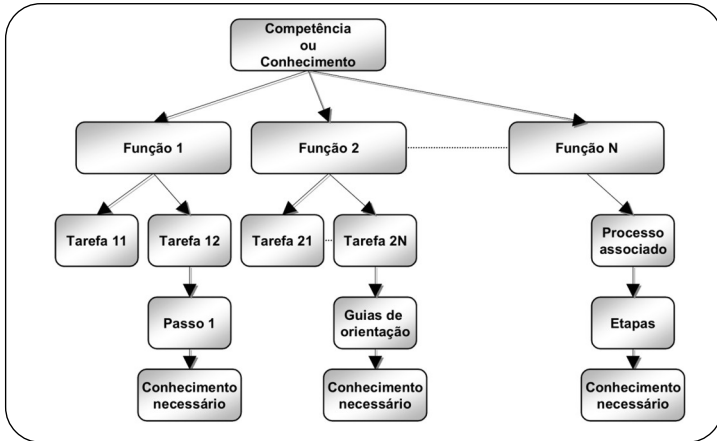 Competência
ou
Conhecimento
Função 1
Função 2
Função N
Tarefa 11
Tarefa 12
Tarefa 21
Tarefa 2N
Processo
associado
Passo 1
Guias de
orientação
Etapas
Conhecimento
necessário
Conhecimento
necessário
Conhecimento
necessário